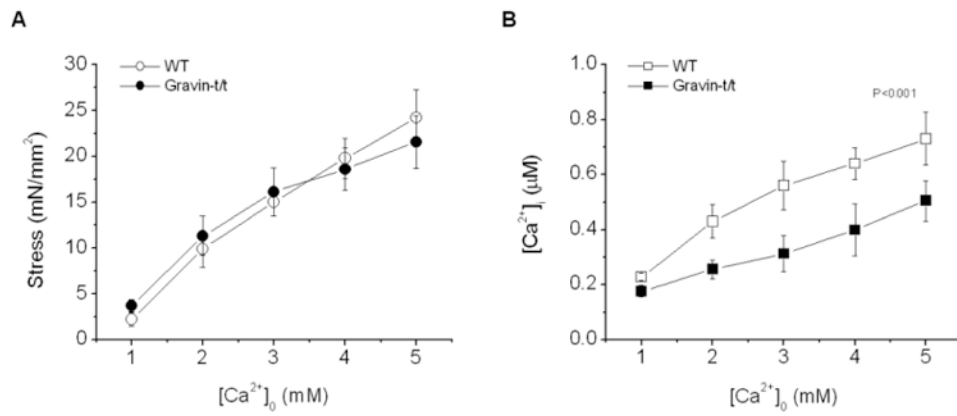 A
WT
Gravin-t/t
30
25
20
15
10
5
0
Stress (mN/mm²)
1 2 3 4 5
[Ca²⁺]₀ (mM)
B
WT
Gravin-t/t
P<0.001
1.0
0.8
0.6
0.4
0.2
0.0
[Ca²⁺]ᵢ (μM)
1 2 3 4 5
[Ca²⁺]₀ (mM)